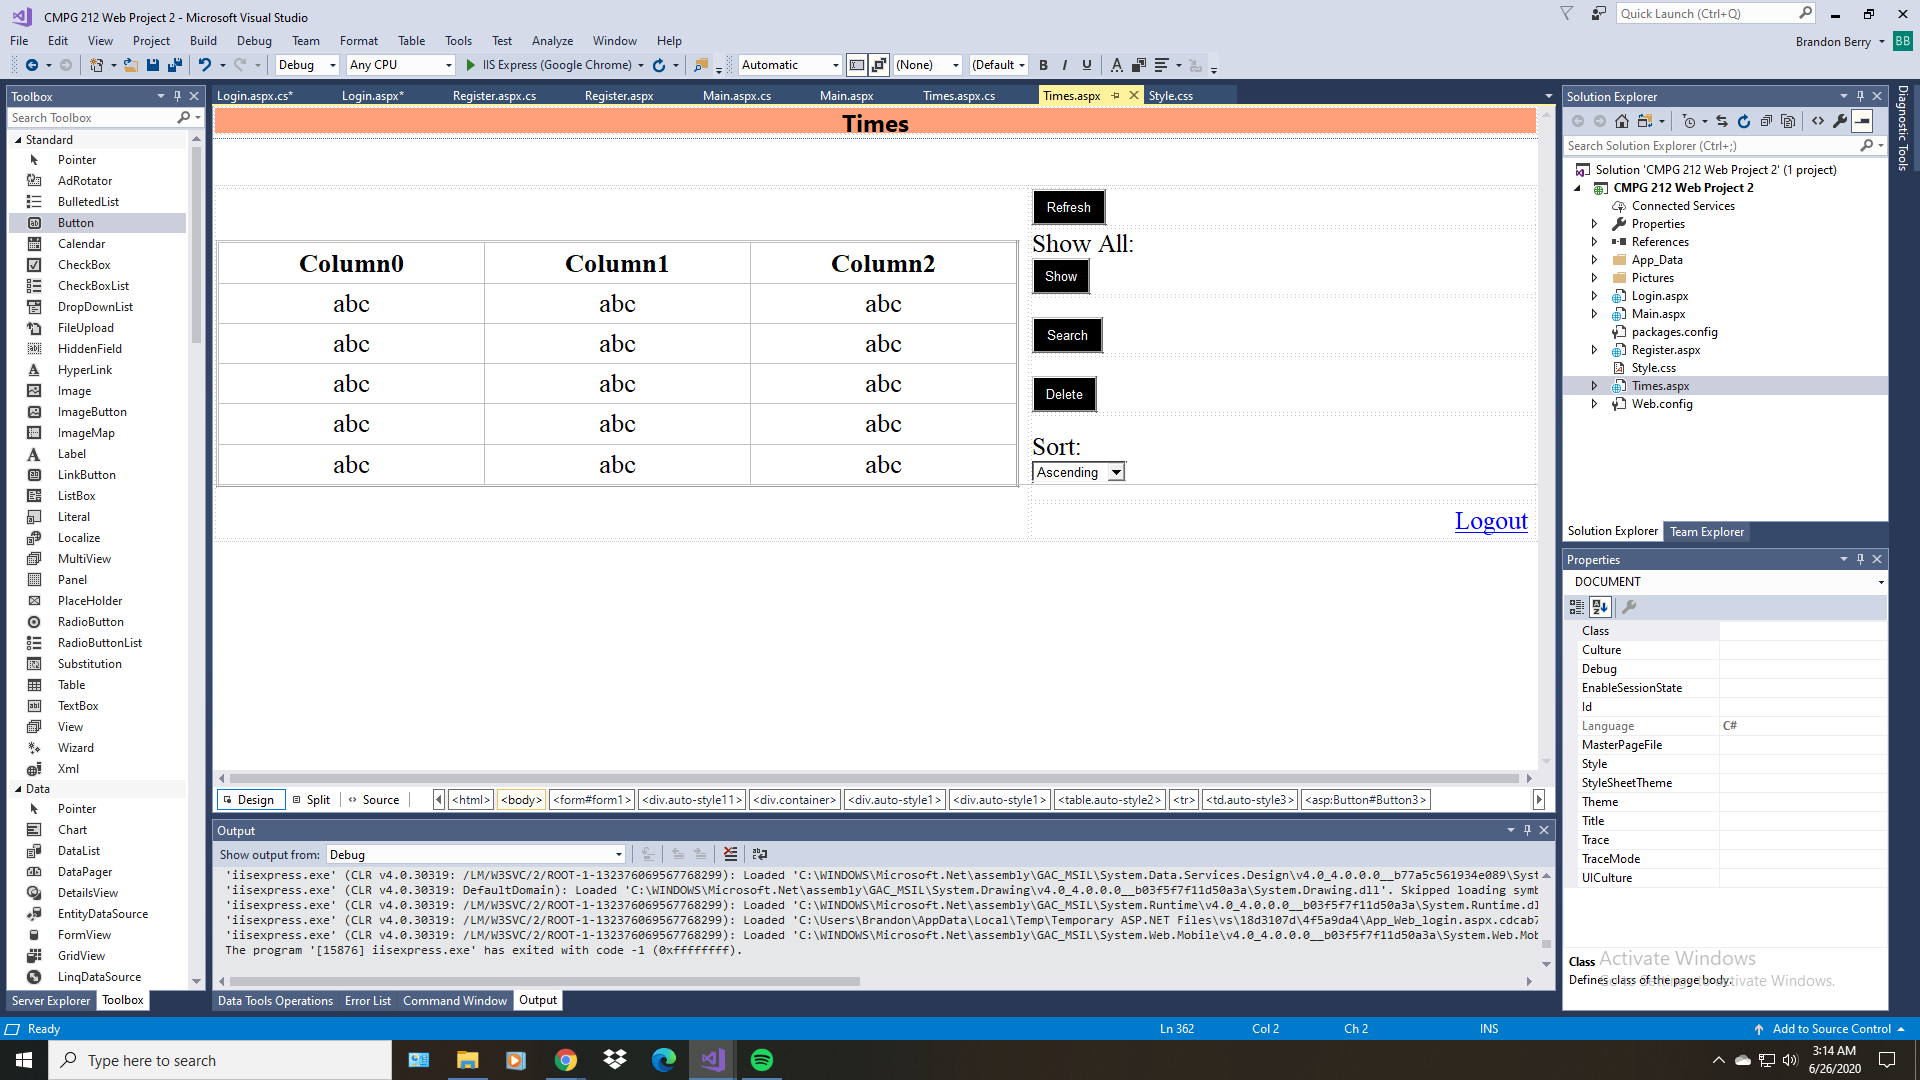 CMPG 212 Web Project 2 - Microsoft Visual Studio
Quick Launch (Ctrl+Q)
File Edit View Project Build Debug Team Format Table Tools Test Analyze Window Help
Brandon Berry BB
Debug Any CPU IIS Express (Google Chrome) Automatic (None) (Default B I U A
Toolbox
Search Toolbox
Standard
Pointer
AdRotator
BulletedList
Button
Calendar
CheckBox
CheckBoxList
DropDownList
FileUpload
HiddenField
HyperLink
Image
ImageButton
ImageMap
Label
LinkButton
ListBox
Literal
Localize
MultiView
Panel
PlaceHolder
RadioButton
RadioButtonList
Substitution
Table
TextBox
View
Wizard
Xml
Data
Pointer
Chart
DataList
DataPager
DetailsView
EntityDataSource
FormView
GridView
LinqDataSource
Server Explorer Toolbox
Login.aspx.cs* Login.aspx* Register.aspx.cs Register.aspx Main.aspx.cs Main.aspx Times.aspx.cs Times.aspx Style.css
Times
Column0 Column1 Column2
abc abc abc
abc abc abc
abc abc abc
abc abc abc
abc abc abc
Refresh
Show All:
Show
Search
Delete
Sort:
Ascending
Logout
Design Split Source <html> <body> <form#form1> <div.auto-style11> <div.container> <div.auto-style1> <div.auto-style1> <table.auto-style2> <tr> <td.auto-style3> <asp:Button#Button3>
Output
Show output from: Debug
'iisexpress.exe' (CLR v4.0.30319: /LM/W3SVC/2/ROOT-1-132376069567768299): Loaded 'C:\WINDOWS\Microsoft.Net\assembly\GAC_MSIL\System.Data.Services.Design\v4.0_4.0.0.0__b77a5c561934e089\Syst
'iisexpress.exe' (CLR v4.0.30319: DefaultDomain): Loaded 'C:\WINDOWS\Microsoft.Net\assembly\GAC_MSIL\System.Drawing\v4.0_4.0.0.0__b03f5f7f11d50a3a\System.Drawing.dll'. Skipped loading symb
'iisexpress.exe' (CLR v4.0.30319: /LM/W3SVC/2/ROOT-1-132376069567768299): Loaded 'C:\WINDOWS\Microsoft.Net\assembly\GAC_MSIL\System.Runtime\v4.0_4.0.0.0__b03f5f7f11d50a3a\System.Runtime.dl
'iisexpress.exe' (CLR v4.0.30319: /LM/W3SVC/2/ROOT-1-132376069567768299): Loaded 'C:\Users\Brandon\AppData\Local\Temp\Temporary ASP.NET Files\vs\18d3107d\4f5a9da4\App_Web_login.aspx.cdcab7
'iisexpress.exe' (CLR v4.0.30319: /LM/W3SVC/2/ROOT-1-132376069567768299): Loaded 'C:\WINDOWS\Microsoft.Net\assembly\GAC_MSIL\System.Web.Mobile\v4.0_4.0.0.0__b03f5f7f11d50a3a\System.Web.Mob
The program '[15876] iisexpress.exe' has exited with code -1 (0xffffffff).
Data Tools Operations Error List Command Window Output
Solution Explorer
Search Solution Explorer (Ctrl+;)
Solution 'CMPG 212 Web Project 2' (1 project)
CMPG 212 Web Project 2
Connected Services
Properties
References
App_Data
Pictures
Login.aspx
Main.aspx
packages.config
Register.aspx
Style.css
Times.aspx
Web.config
Solution Explorer Team Explorer
Properties
DOCUMENT
Class
Culture
Debug
EnableSessionState
Id
Language C#
MasterPageFile
Style
StyleSheetTheme
Theme
Title
Trace
TraceMode
UICulture
Class
Defines class of the page body.
Activate Windows
Go to Settings to activate Windows.
Diagnostic Tools
Ready Ln 362 Col 2 Ch 2 INS Add to Source Control
Type here to search
3:14 AM
6/26/2020